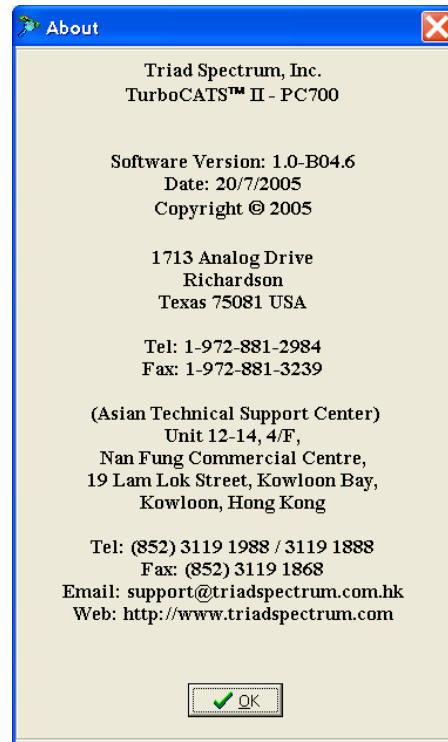 About
Triad Spectrum, Inc.
TurboCATS™ II - PC700
Software Version: 1.0-B04.6
Date: 20/7/2005
Copyright © 2005
1713 Analog Drive
Richardson
Texas 75081 USA
Tel: 1-972-881-2984
Fax: 1-972-881-3239
(Asian Technical Support Center)
Unit 12-14, 4/F,
Nan Fung Commercial Centre,
19 Lam Lok Street, Kowloon Bay,
Kowloon, Hong Kong
Tel: (852) 3119 1988 / 3119 1888
Fax: (852) 3119 1868
Email: support@triadspectrum.com.hk
Web: http://www.triadspectrum.com
OK